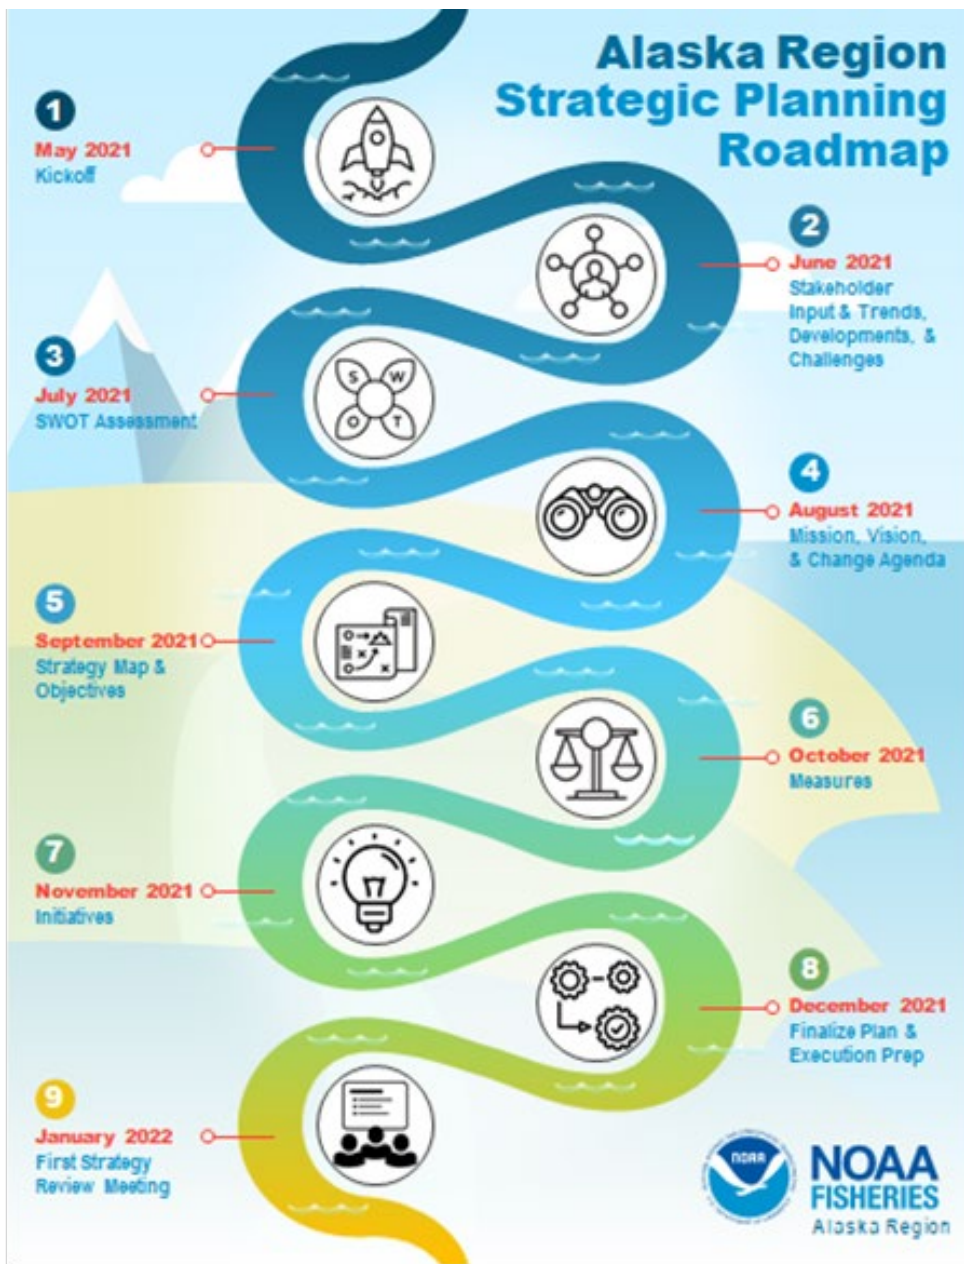 Alaska Region
Strategic Planning
Roadmap
1
May 2021
Kickoff
2
June 2021
Stakeholder
Input & Trends,
Developments, &
Challenges
3
July 2021
SWOT Assessment
S W
O T
4
August 2021
Mission, Vision,
& Change Agenda
5
September 2021
Strategy Map &
Objectives
6
October 2021
Measures
7
November 2021
Initiatives
8
December 2021
Finalize Plan &
Execution Prep
9
January 2022
First Strategy
Review Meeting
NOAA
NOAA
FISHERIES
Alaska Region